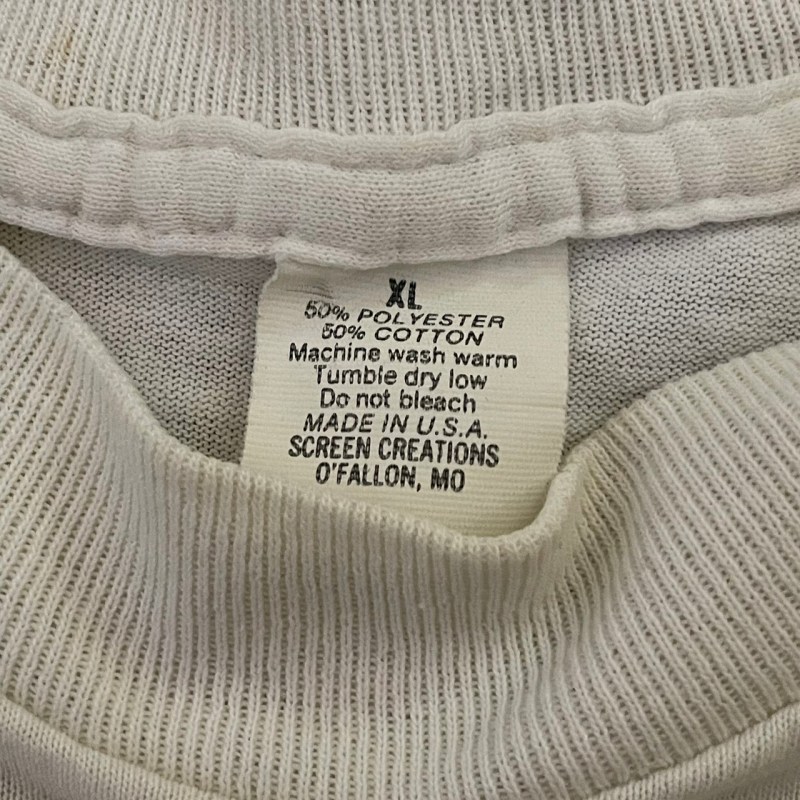 XL
50% POLYESTER
50% COTTON
Machine wash warm
Tumble dry low
Do not bleach
MADE IN U.S.A.
SCREEN CREATIONS
O'FALLON, MO